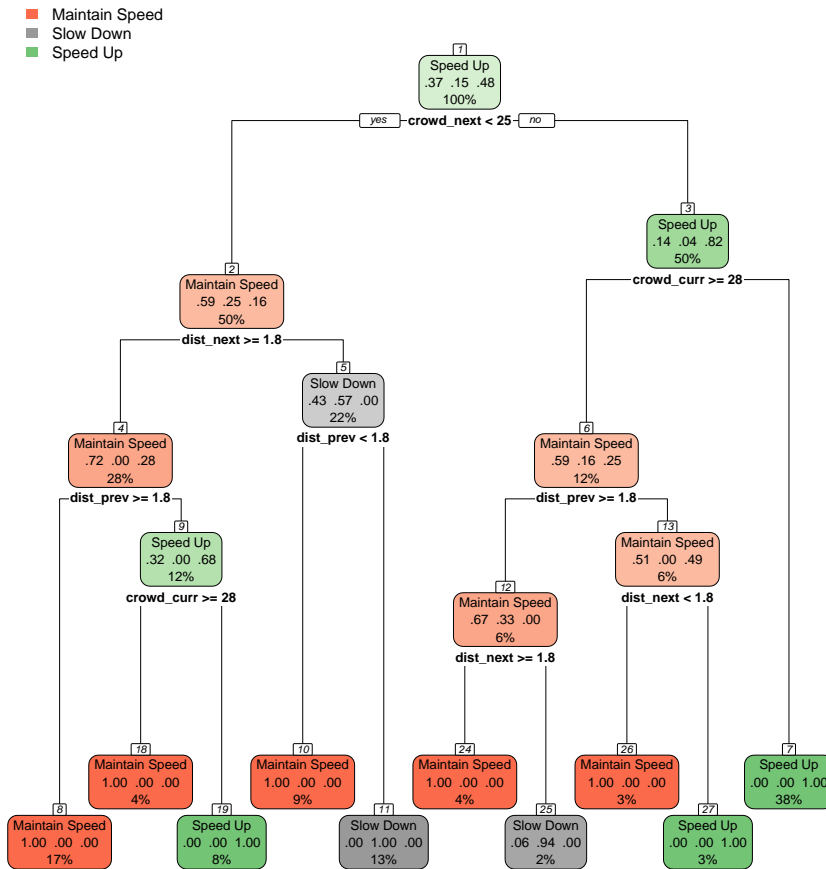 Maintain Speed
Slow Down
Speed Up
1
Speed Up
.37 .15 .48
100%
yes crowd_next < 25 no
3
Speed Up
.14 .04 .82
50%
crowd_curr >= 28
2
Maintain Speed
.59 .25 .16
50%
dist_next >= 1.8
5
Slow Down
.43 .57 .00
22%
dist_prev < 1.8
4
Maintain Speed
.72 .00 .28
28%
dist_prev >= 1.8
6
Maintain Speed
.59 .16 .25
12%
dist_prev >= 1.8
9
Speed Up
.32 .00 .68
12%
crowd_curr >= 28
13
Maintain Speed
.51 .00 .49
6%
dist_next < 1.8
12
Maintain Speed
.67 .33 .00
6%
dist_next >= 1.8
18
Maintain Speed
1.00 .00 .00
4%
10
Maintain Speed
1.00 .00 .00
9%
24
Maintain Speed
1.00 .00 .00
4%
26
Maintain Speed
1.00 .00 .00
3%
7
Speed Up
.00 .00 1.00
38%
8
Maintain Speed
1.00 .00 .00
17%
19
Speed Up
.00 .00 1.00
8%
11
Slow Down
.00 1.00 .00
13%
25
Slow Down
.06 .94 .00
2%
27
Speed Up
.00 .00 1.00
3%